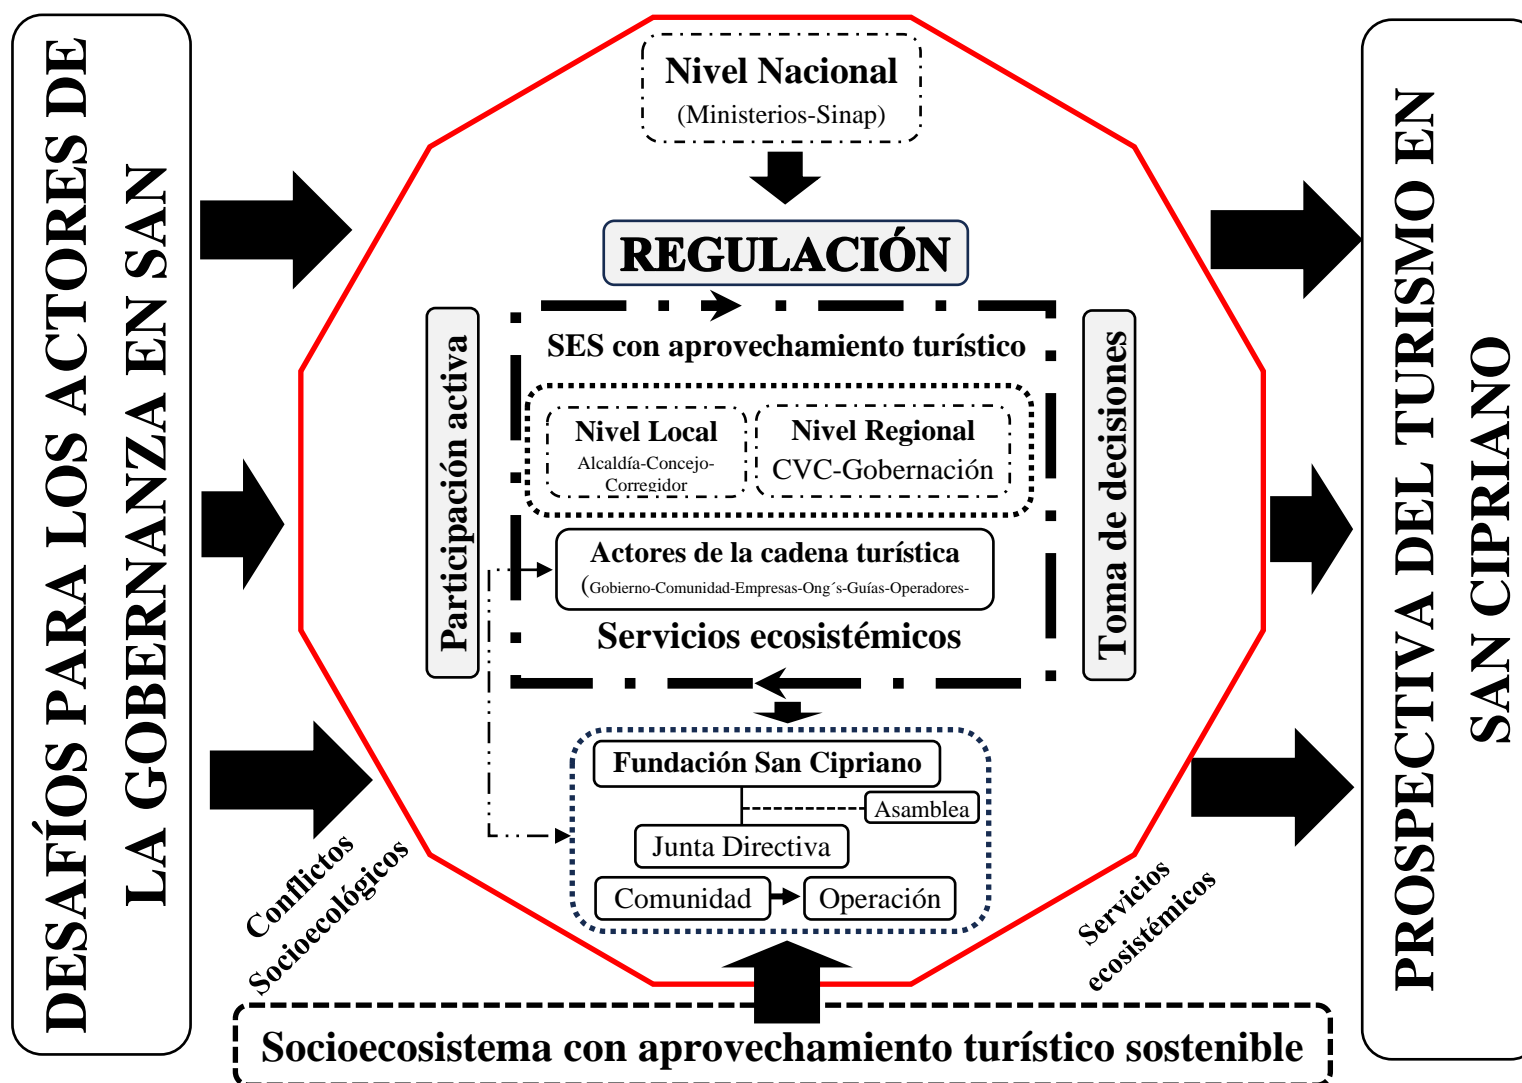 DESAFÍOS PARA LOS ACTORES DE
LA GOBERNANZA EN SAN
Nivel Nacional
(Ministerios-Sinap)
REGULACIÓN
Participación activa
SES con aprovechamiento turístico
Nivel Local
Alcaldía-Concejo-
Corregidor
Nivel Regional
CVC-Gobernación
Actores de la cadena turística
(Gobierno-Comunidad-Empresas-Ong´s-Guías-Operadores-
Servicios ecosistémicos
Toma de decisiones
Fundación San Cipriano
Asamblea
Junta Directiva
Comunidad
Operación
Conflictos
Socioecológicos
Servicios
ecosistémicos
Socioecosistema con aprovechamiento turístico sostenible
PROSPECTIVA DEL TURISMO EN
SAN CIPRIANO